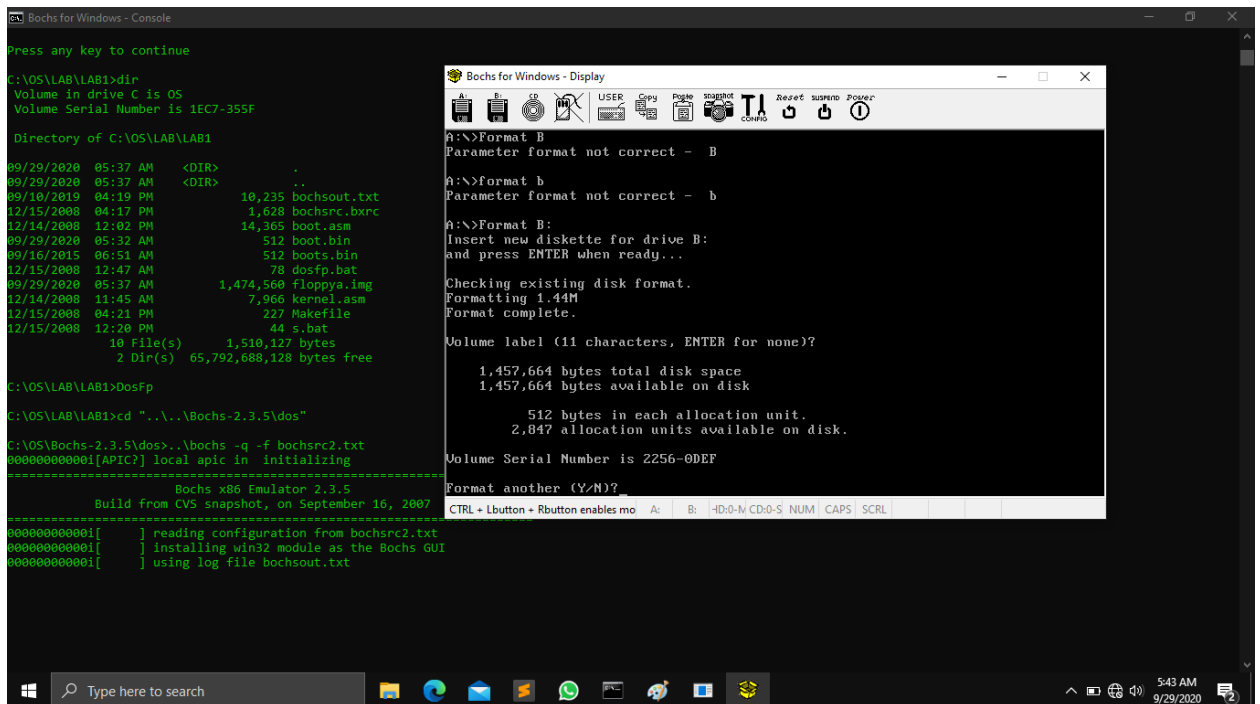 Bochs for Windows - Console
Press any key to continue
C:\OS\LAB\LAB1>dir
Volume in drive C is OS
Volume Serial Number is 1EC7-355F
Directory of C:\OS\LAB\LAB1
09/29/2020 05:37 AM <DIR> .
09/29/2020 05:37 AM <DIR> ..
09/10/2019 04:19 PM 10,235 bochsout.txt
12/15/2008 04:17 PM 1,628 bochsrc.bxrc
12/14/2008 12:02 PM 14,365 boot.asm
09/29/2020 05:32 AM 512 boot.bin
09/16/2015 06:51 AM 512 boots.bin
12/15/2008 12:47 AM 78 dosfp.bat
09/29/2020 05:37 AM 1,474,560 floppya.img
12/14/2008 11:45 AM 7,966 kernel.asm
12/15/2008 04:21 PM 227 Makefile
12/15/2008 12:20 PM 44 s.bat
10 File(s) 1,510,127 bytes
2 Dir(s) 65,792,688,128 bytes free
C:\OS\LAB\LAB1>DosFp
C:\OS\LAB\LAB1>cd "..\..\Bochs-2.3.5\dos"
C:\OS\Bochs-2.3.5\dos>..\bochs -q -f bochsrc2.txt
00000000000i[APIC?] local apic in initializing
========================================================================
Bochs x86 Emulator 2.3.5
Build from CVS snapshot, on September 16, 2007
========================================================================
00000000000i[ ] reading configuration from bochsrc2.txt
00000000000i[ ] installing win32 module as the Bochs GUI
00000000000i[ ] using log file bochsout.txt
Bochs for Windows - Display
A: B: CD USER Copy Paste snapshot CONFIG Reset SUSPEND Power
A:\>Format B
Parameter format not correct - B
A:\>format b
Parameter format not correct - b
A:\>Format B:
Insert new diskette for drive B:
and press ENTER when ready...
Checking existing disk format.
Formatting 1.44M
Format complete.
Volume label (11 characters, ENTER for none)?
1,457,664 bytes total disk space
1,457,664 bytes available on disk
512 bytes in each allocation unit.
2,847 allocation units available on disk.
Volume Serial Number is 2256-0DEF
Format another (Y/N)?_
CTRL + Lbutton + Rbutton enables mo A: B: HD:0-M CD:0-S NUM CAPS SCRL
Type here to search
5:43 AM
9/29/2020
2